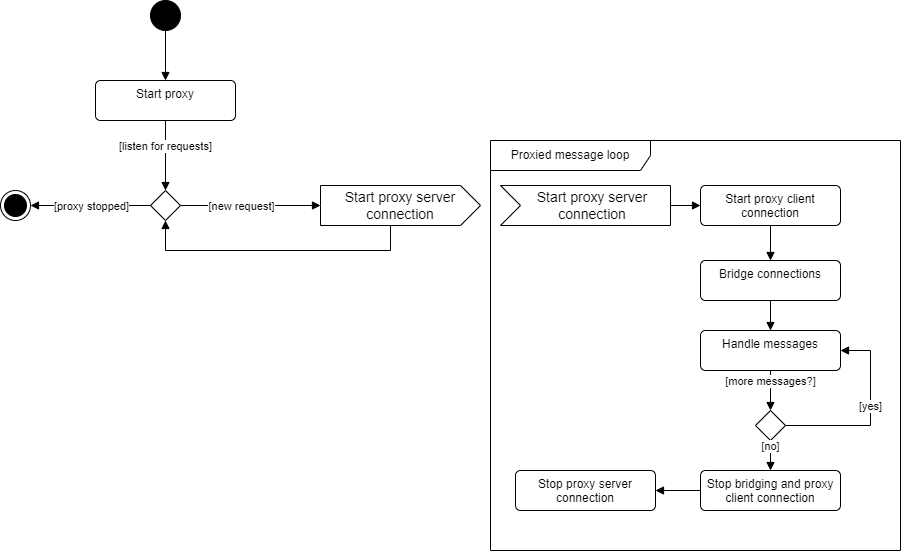 Start proxy
[listen for requests]
[proxy stopped]
[new request]
Start proxy server
connection
Proxied message loop
Start proxy server
connection
Start proxy client
connection
Bridge connections
Handle messages
[more messages?]
[yes]
[no]
Stop bridging and proxy
client connection
Stop proxy server
connection